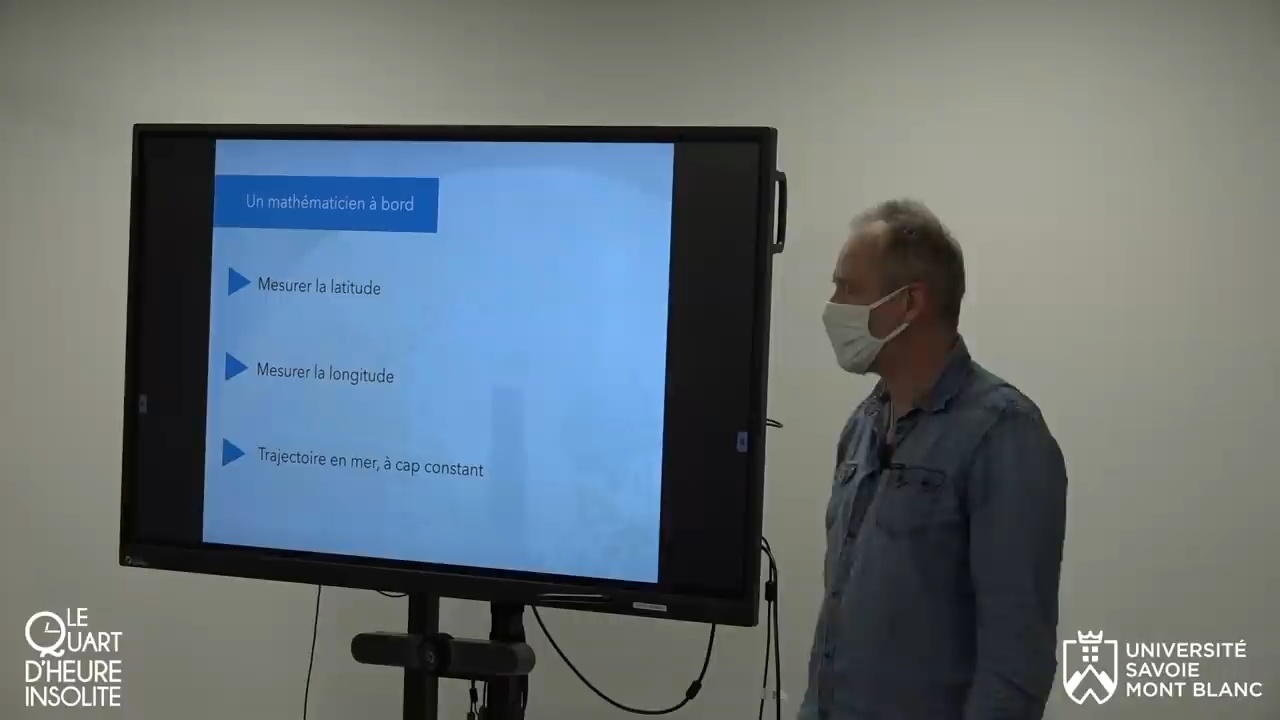 Un mathématicien à bord
Mesurer la latitude
Mesurer la longitude
Trajectoire en mer, à cap constant
LE
QUART
D'HEURE
INSOLITE
UNIVERSITÉ
SAVOIE
MONT BLANC